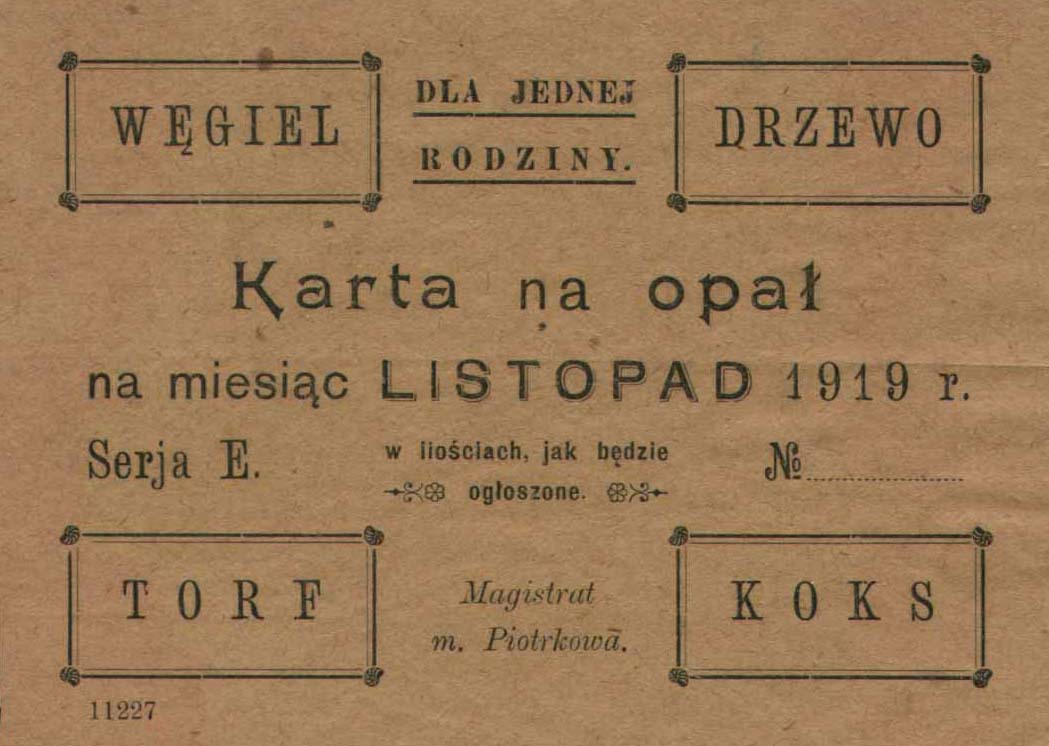 WĘGIEL
DLA JEDNEJ
RODZINY.
DRZEWO
Karta na opał
na miesiąc LISTOPAD 1919 r.
Serja E.
w ilościach, jak będzie
ogłoszone.
№
TORF
Magistrat
m. Piotrkowa.
KOKS
11227